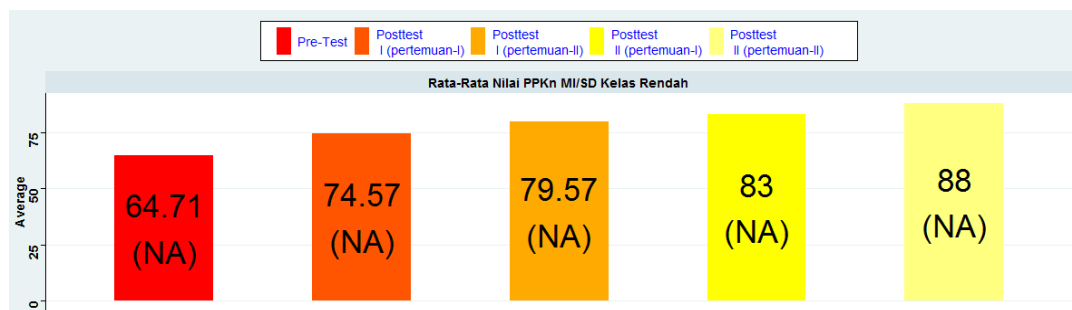 Pre-Test
Posttest
I (pertemuan-I)
Posttest
I (pertemuan-II)
Posttest
II (pertemuan-I)
Posttest
II (pertemuan-II)
Rata-Rata Nilai PPKn MI/SD Kelas Rendah
Average
75
50
25
0
64.71
(NA)
74.57
(NA)
79.57
(NA)
83
(NA)
88
(NA)